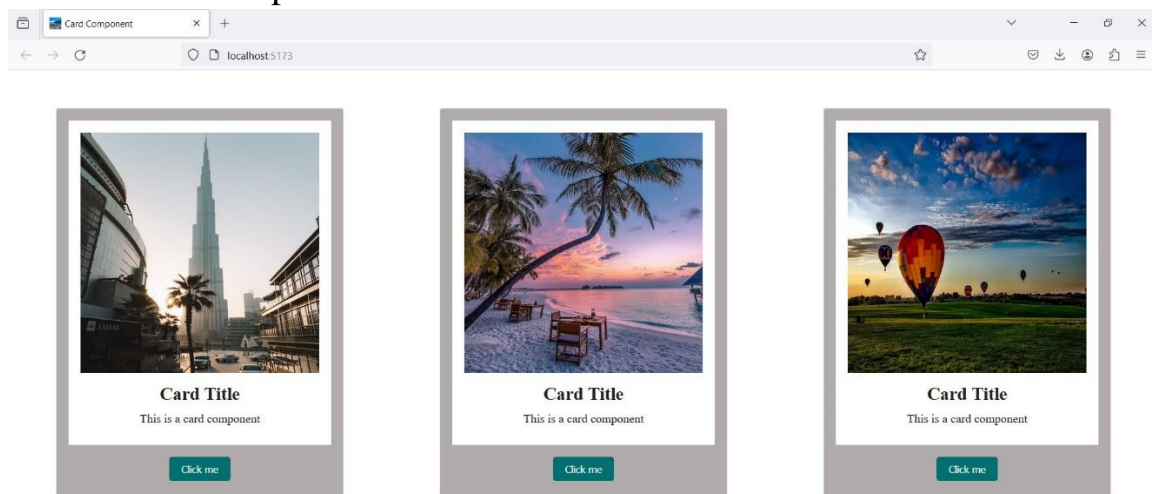 Card Component
localhost:5173
Card Title
This is a card component
Click me
Card Title
This is a card component
Click me
Card Title
This is a card component
Click me